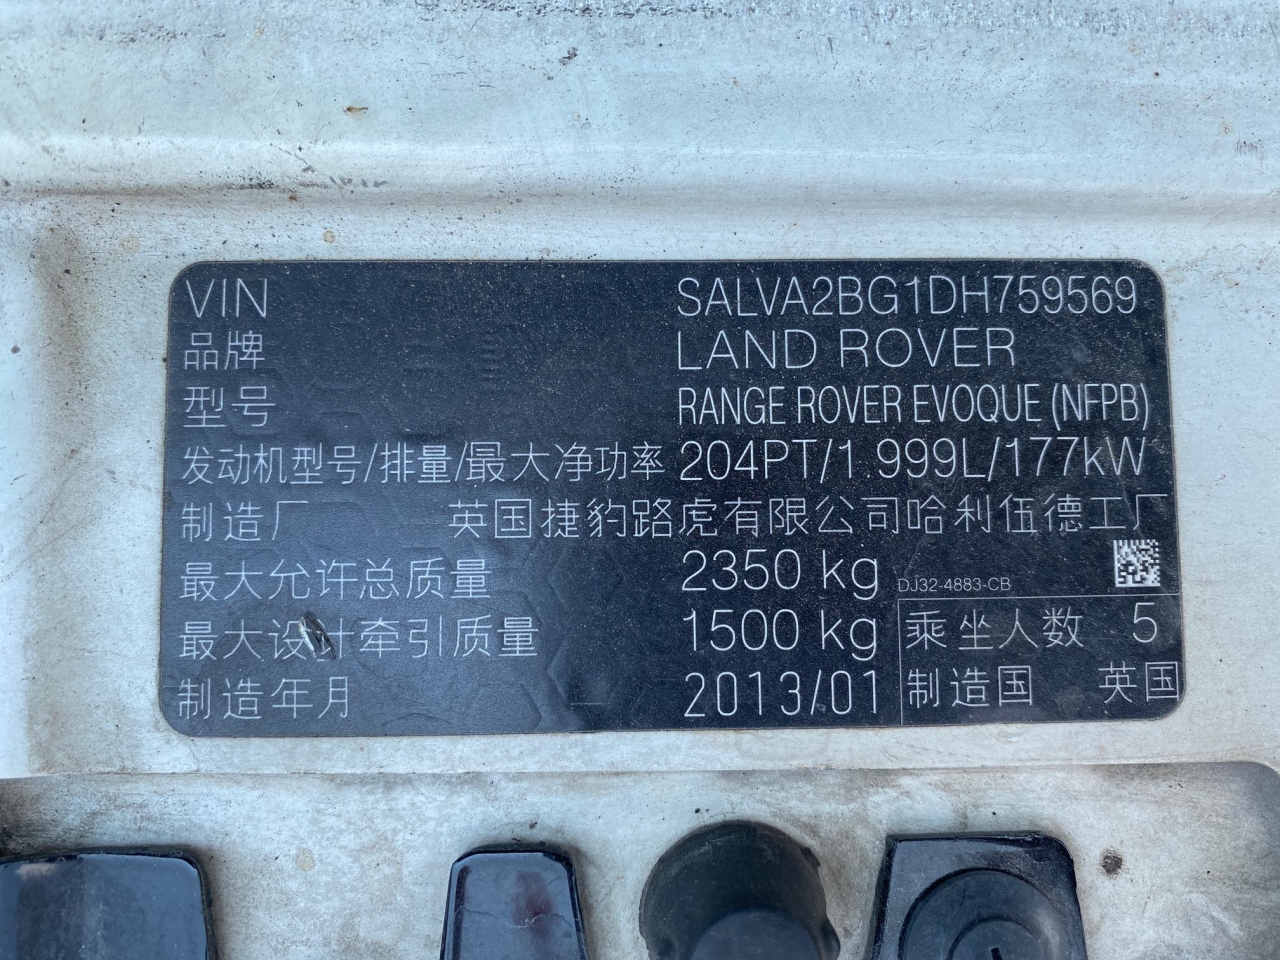 VIN SALVA2BG1DH759569
品牌 LAND ROVER
型号 RANGE ROVER EVOQUE (NFPB)
发动机型号/排量/最大净功率 204PT/1.999L/177kW
制造厂 英国捷豹路虎有限公司哈利伍德工厂
最大允许总质量 2350 kg DJ32-4883-CB
最大设计牵引质量 1500 kg 乘坐人数 5
制造年月 2013/01 制造国 英国